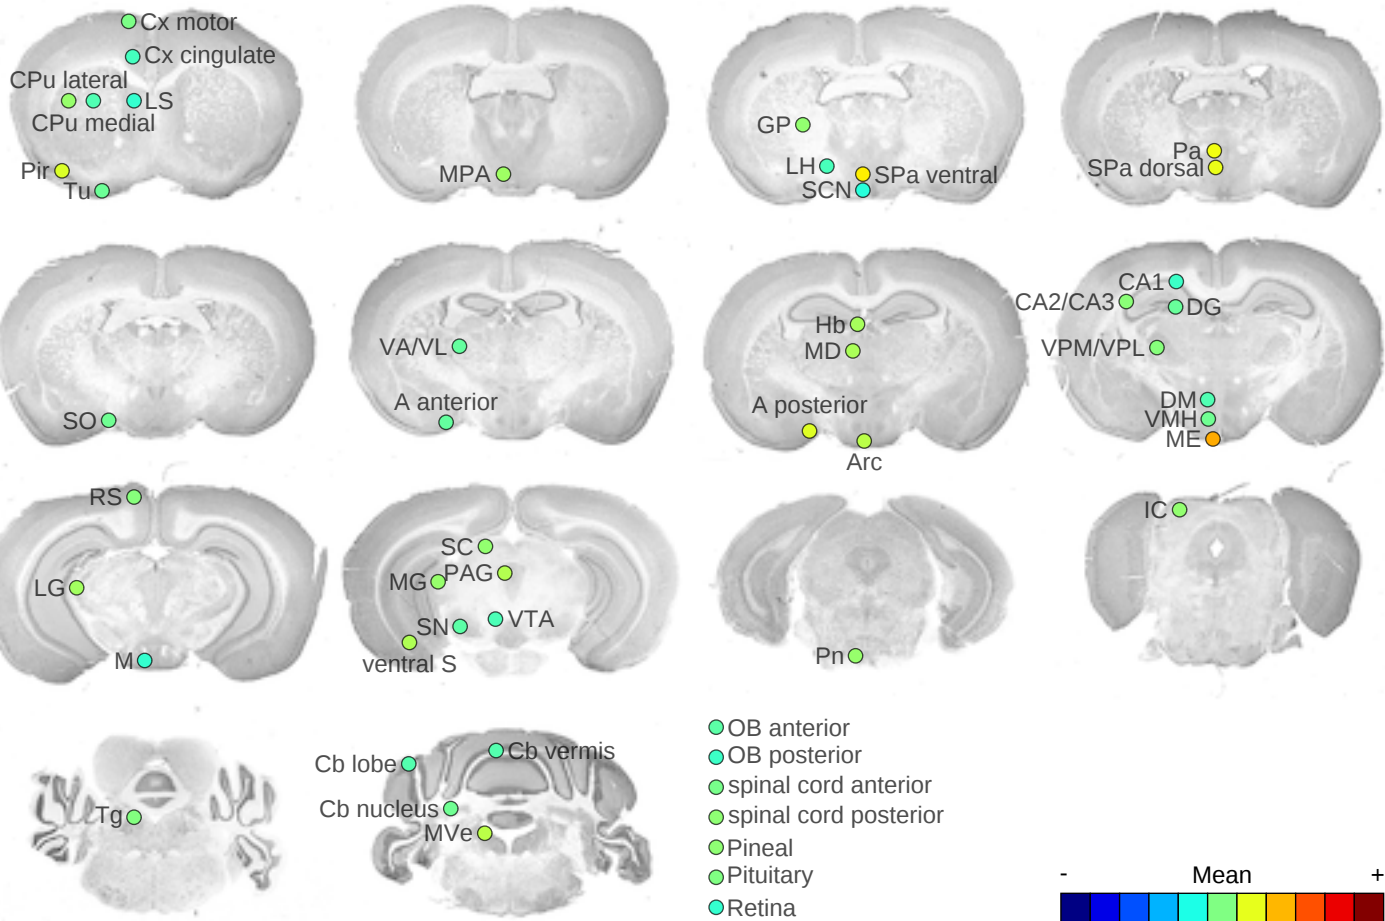 Cx motor
Cx cingulate
CPu lateral
LS
CPu medial
Pir
Tu
MPA
GP
LH
SPa ventral
SCN
Pa
SPa dorsal
SO
VA/VL
A anterior
Hb
MD
A posterior
Arc
CA1
CA2/CA3
DG
VPM/VPL
DM
VMH
ME
RS
LG
M
SC
PAG
MG
SN
VTA
ventral S
Pn
IC
Tg
Cb vermis
Cb lobe
Cb nucleus
MVe
OB anterior
OB posterior
spinal cord anterior
spinal cord posterior
Pineal
Pituitary
Retina
- Mean +